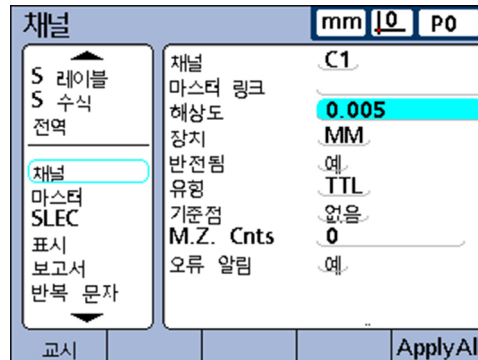 채널 mm 0 P0
S 레이블
S 수식
전역
채널
마스터
SLEC
표시
보고서
반복 문자
채널 C1
마스터 링크
해상도 0.005
장치 MM
반전됨 예
유형 TTL
기준점 없음
M.Z. Cnts 0
오류 알림 예
교시 ApplyAl